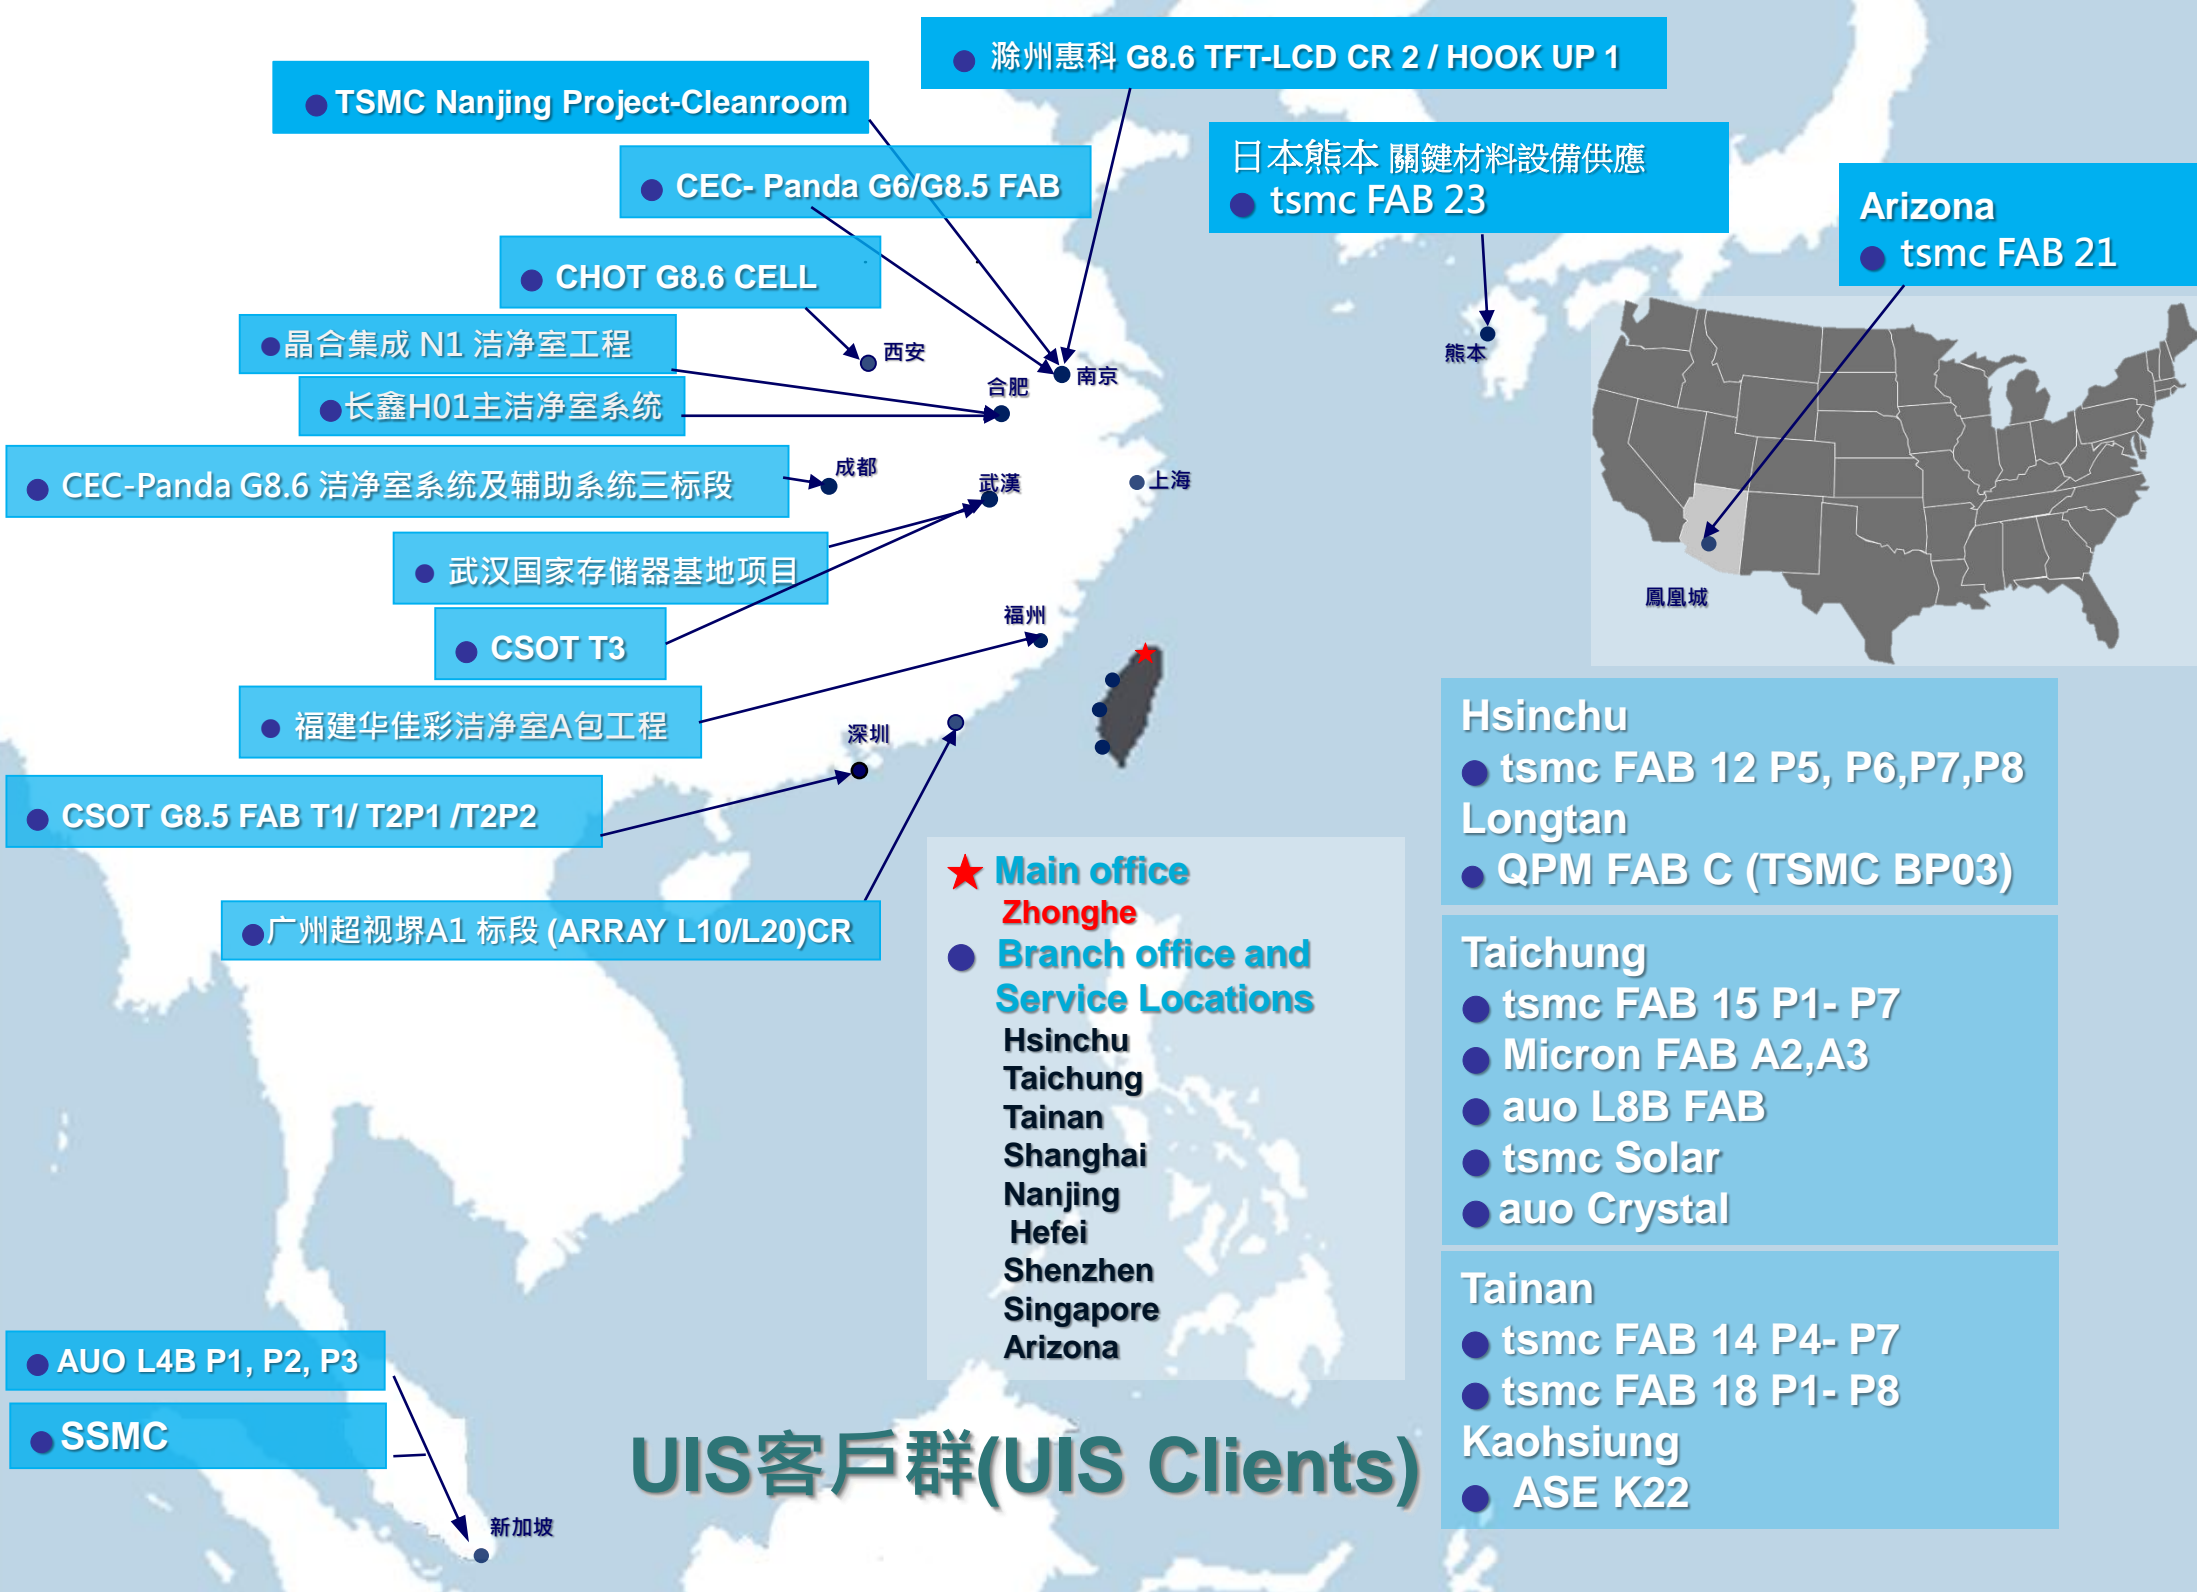 滁州惠科 G8.6 TFT-LCD CR 2 / HOOK UP 1
TSMC Nanjing Project-Cleanroom
日本熊本 關鍵材料設備供應
tsmc FAB 23
CEC- Panda G6/G8.5 FAB
Arizona
tsmc FAB 21
CHOT G8.6 CELL
晶合集成 N1 洁净室工程
西安
熊本
南京
合肥
长鑫H01主洁净室系统
成都
CEC-Panda G8.6 洁净室系统及辅助系统三标段
武漢
上海
武汉国家存储器基地项目
鳳凰城
福州
CSOT T3
福建华佳彩洁净室A包工程
深圳
CSOT G8.5 FAB T1/ T2P1 /T2P2
广州超视堺A1 标段 (ARRAY L10/L20)CR
Main office
Zhonghe
Branch office and
Service Locations
Hsinchu
Taichung
Tainan
Shanghai
Nanjing
Hefei
Shenzhen
Singapore
Arizona
Hsinchu
tsmc FAB 12 P5, P6,P7,P8
Longtan
QPM FAB C (TSMC BP03)
Taichung
tsmc FAB 15 P1- P7
Micron FAB A2,A3
auo L8B FAB
tsmc Solar
auo Crystal
Tainan
tsmc FAB 14 P4- P7
tsmc FAB 18 P1- P8
Kaohsiung
ASE K22
AUO L4B P1, P2, P3
SSMC
新加坡
UIS客戶群(UIS Clients)